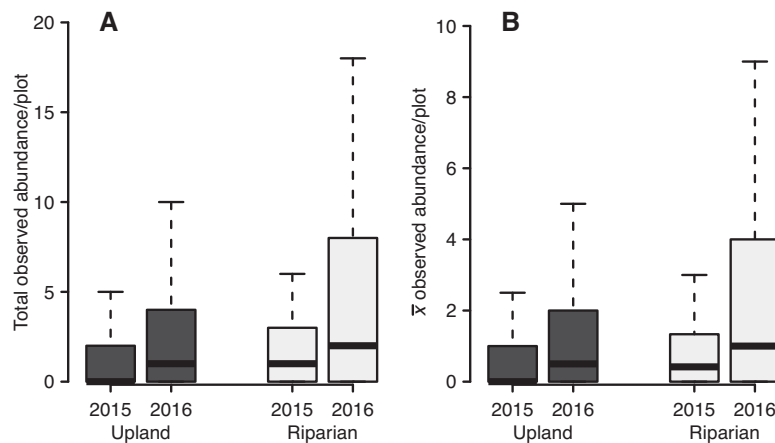 A
Total observed abundance/plot
20
15
10
5
0
2015 2016 2015 2016
Upland Riparian
B
x̅ observed abundance/plot
10
8
6
4
2
0
2015 2016 2015 2016
Upland Riparian